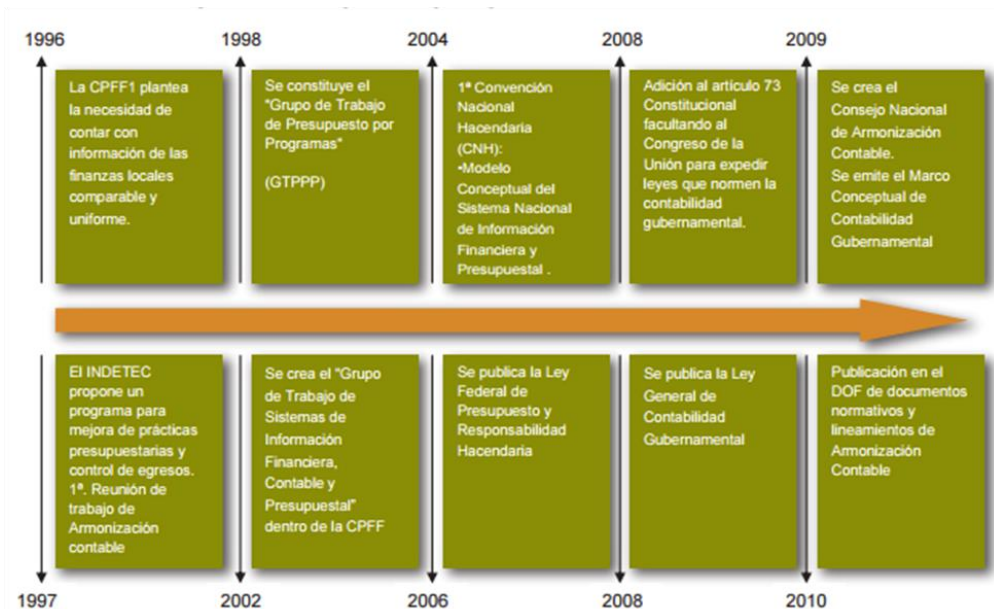 1996
La CPFF1 plantea
la necesidad de
contar con
información de las
finanzas locales
comparable y
uniforme.
1998
Se constituye el
"Grupo de Trabajo
de Presupuesto por
Programas"
(GTPPP)
2004
1ª Convención
Nacional
Hacendaria
(CNH):
•Modelo
Conceptual del
Sistema Nacional
de Información
Financiera y
Presupuestal .
2008
Adición al artículo 73
Constitucional
facultando al
Congreso de la
Unión para expedir
leyes que normen la
contabilidad
gubernamental.
2009
Se crea el
Consejo Nacional
de Armonización
Contable.
Se emite el Marco
Conceptual de
Contabilidad
Gubernamental
El INDETEC
propone un
programa para
mejora de prácticas
presupuestarias y
control de egresos.
1ª. Reunión de
trabajo de
Armonización
contable
1997
Se crea el "Grupo
de Trabajo de
Sistemas de
Información
Financiera,
Contable y
Presupuestal"
dentro de la CPFF
2002
Se publica la Ley
Federal de
Presupuesto y
Responsabilidad
Hacendaria
2006
Se publica la Ley
General de
Contabilidad
Gubernamental
2008
Publicación en el
DOF de documentos
normativos y
lineamientos de
Armonización
Contable
2010